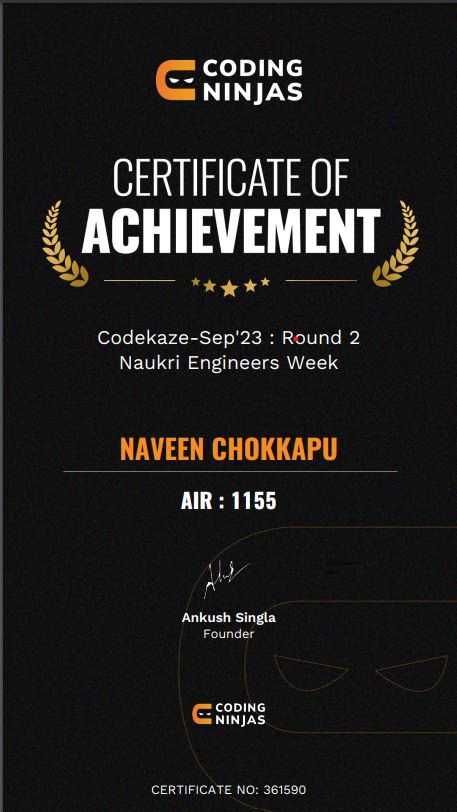 CODING
NINJAS
CERTIFICATE OF
ACHIEVEMENT
Codekaze-Sep'23 : Round 2
Naukri Engineers Week
NAVEEN CHOKKAPU
AIR : 1155
Ankush Singla
Founder
CODING
NINJAS
CERTIFICATE NO: 361590